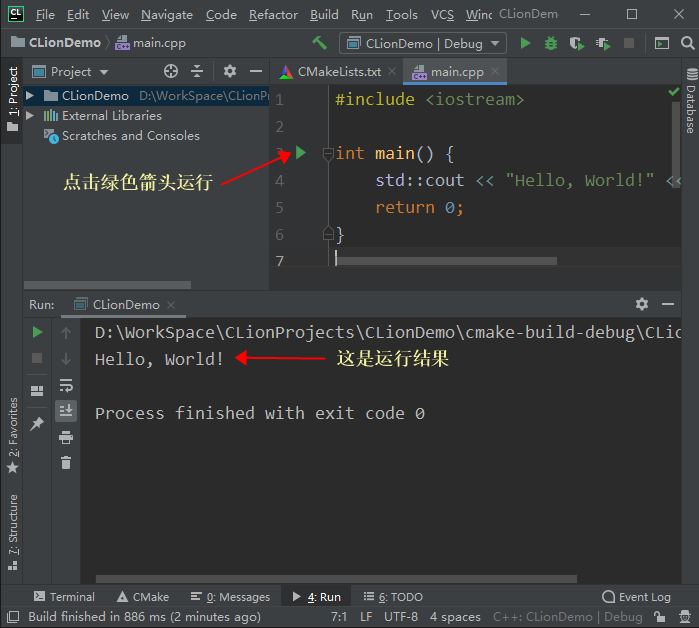 CL File Edit View Navigate Code Refactor Build Run Tools VCS Winc CLionDem
CLionDemo main.cpp CLionDemo | Debug
1: Project
Project
CLionDemo D:\WorkSpace\CLionP
External Libraries
Scratches and Consoles
CMakeLists.txt main.cpp
1 #include <iostream>
2
3 int main() {
4 std::cout << "Hello, World!" <<
5 return 0;
6 }
7
点击绿色箭头运行
Database
Run: CLionDemo
D:\WorkSpace\CLionProjects\CLionDemo\cmake-build-debug\CLio
Hello, World! 这是运行结果
Process finished with exit code 0
2: Favorites
7: Structure
Terminal CMake 0: Messages 4: Run 6: TODO Event Log
Build finished in 886 ms (2 minutes ago) 7:1 LF UTF-8 4 spaces C++: CLionDemo | Debug